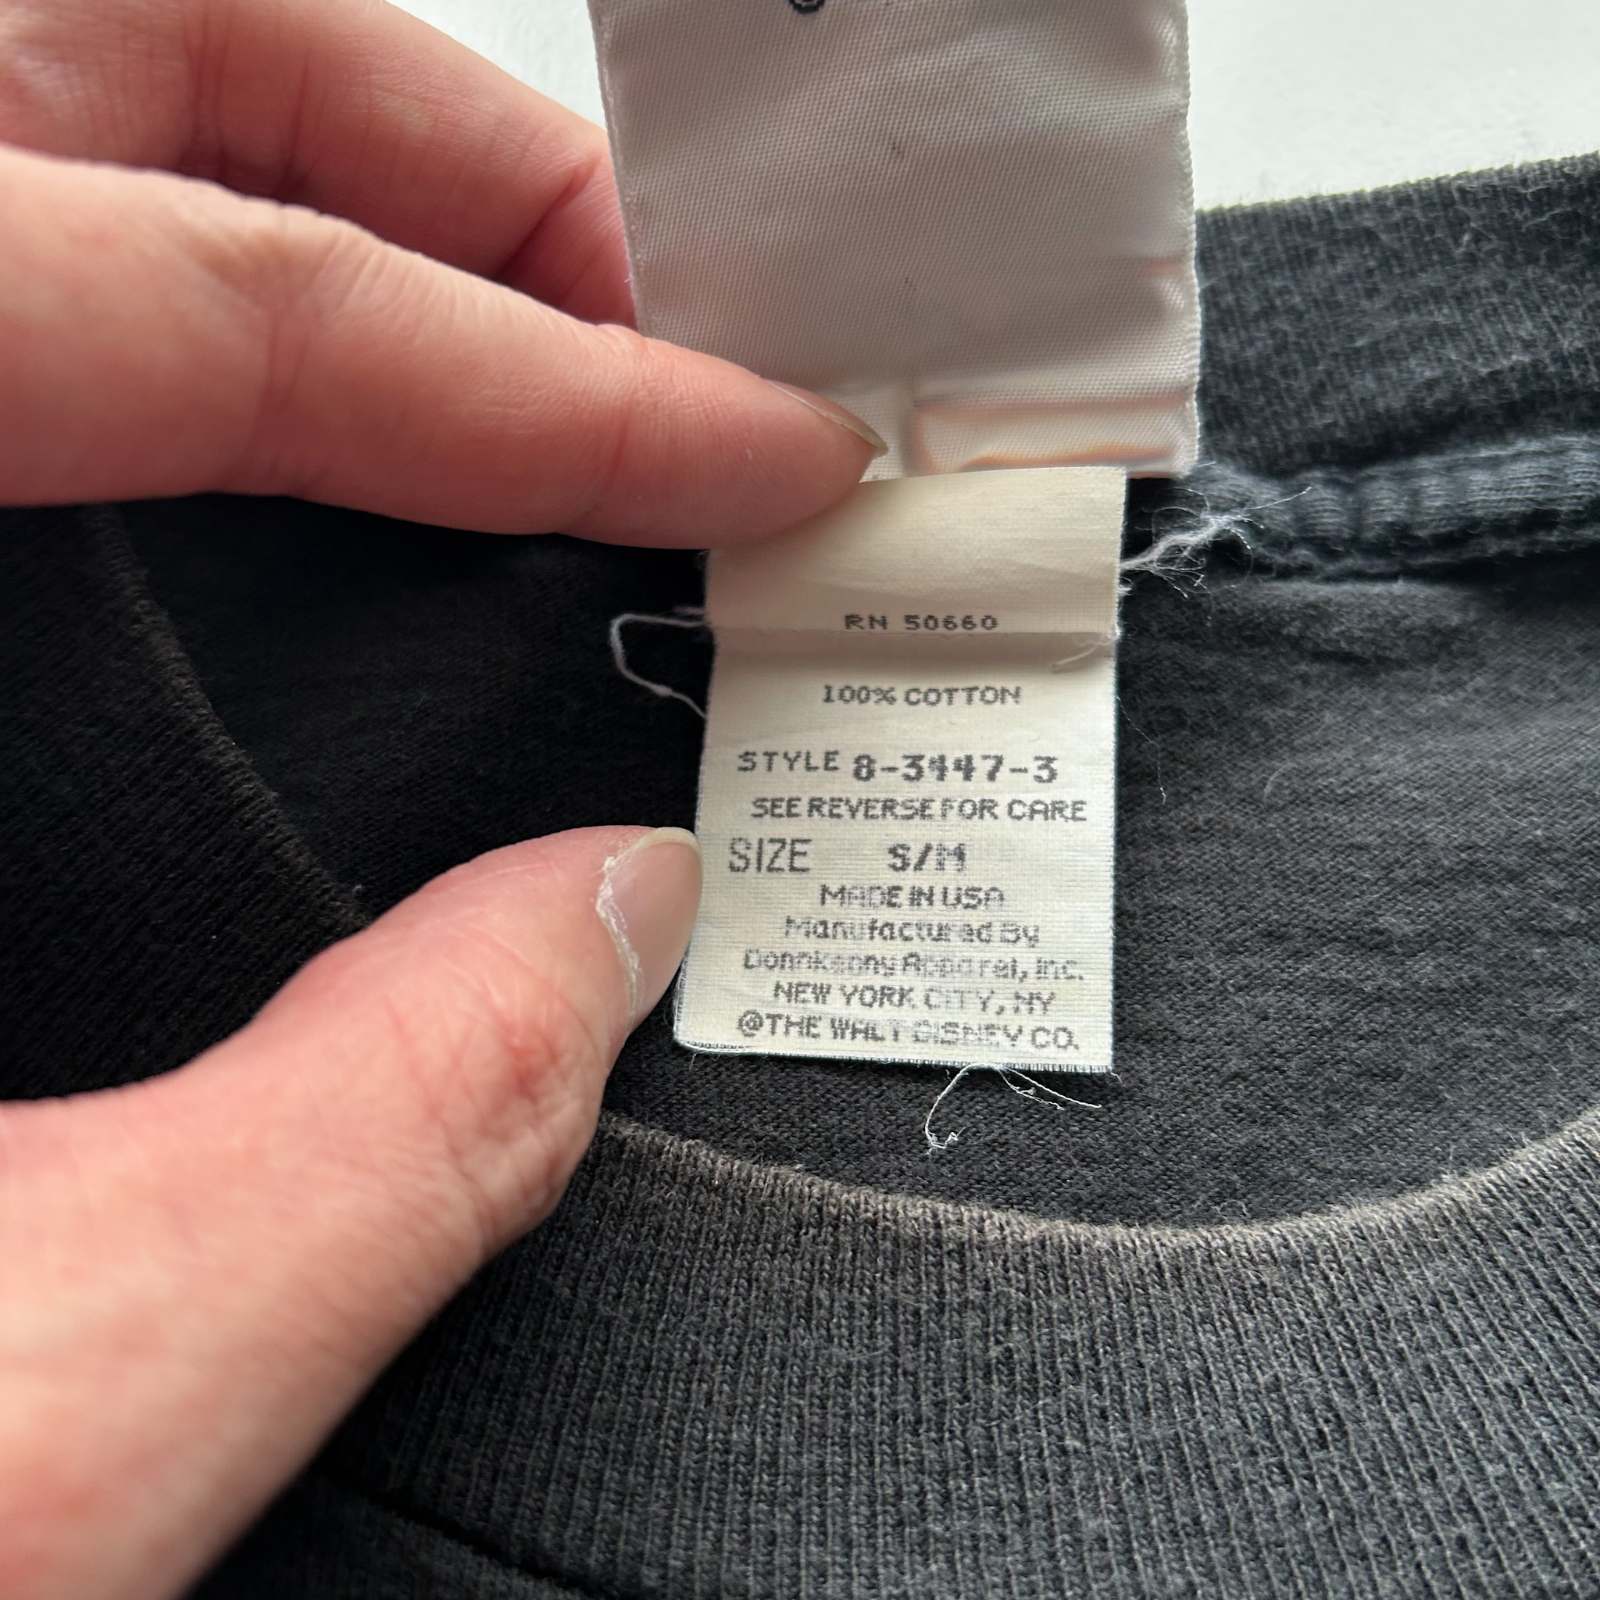 RN 50660
100% COTTON
STYLE 8-3447-3
SEE REVERSE FOR CARE
SIZE S/M
MADE IN USA
Manufactured By
Donnkenny Apparel, Inc.
NEW YORK CITY, NY
@THE WALT DISNEY CO.